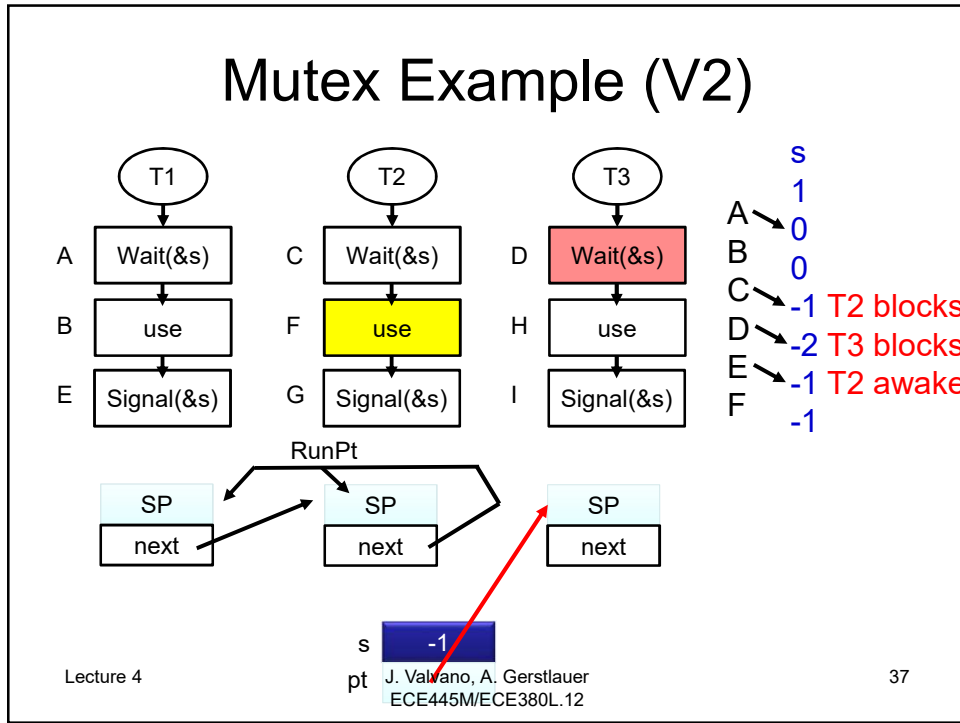 Mutex Example (V2)
T1 T2 T3
A Wait(&s) C Wait(&s) D Wait(&s)
B use F use H use
E Signal(&s) G Signal(&s) I Signal(&s)
s
1
A
0
B
0
C
-1 T2 blocks
D
-2 T3 blocks
E
-1 T2 awake
F
-1
RunPt
SP SP SP
next next next
s -1
pt
Lecture 4
J. Valvano, A. Gerstlauer
ECE445M/ECE380L.12
37